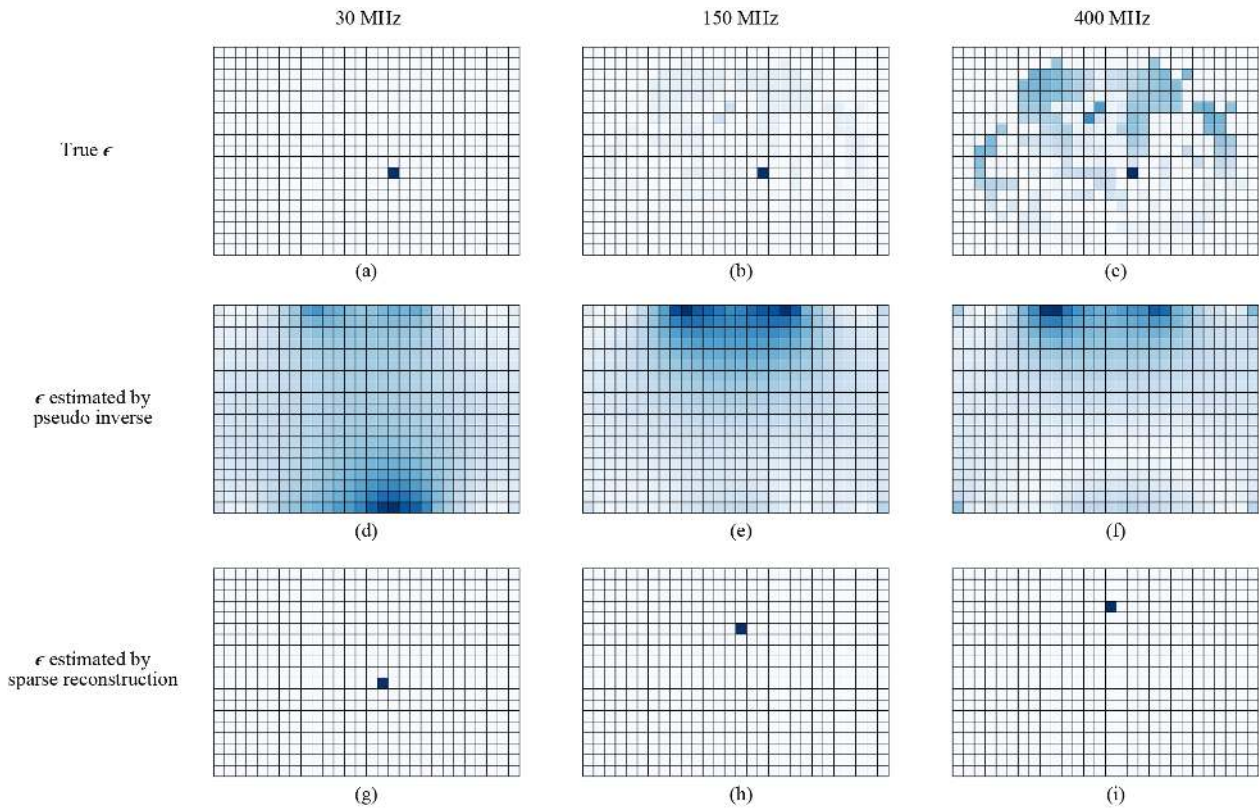 30 MHz
150 MHz
400 MHz
True ϵ
(a)
(b)
(c)
ϵ estimated by
pseudo inverse
(d)
(e)
(f)
ϵ estimated by
sparse reconstruction
(g)
(h)
(i)